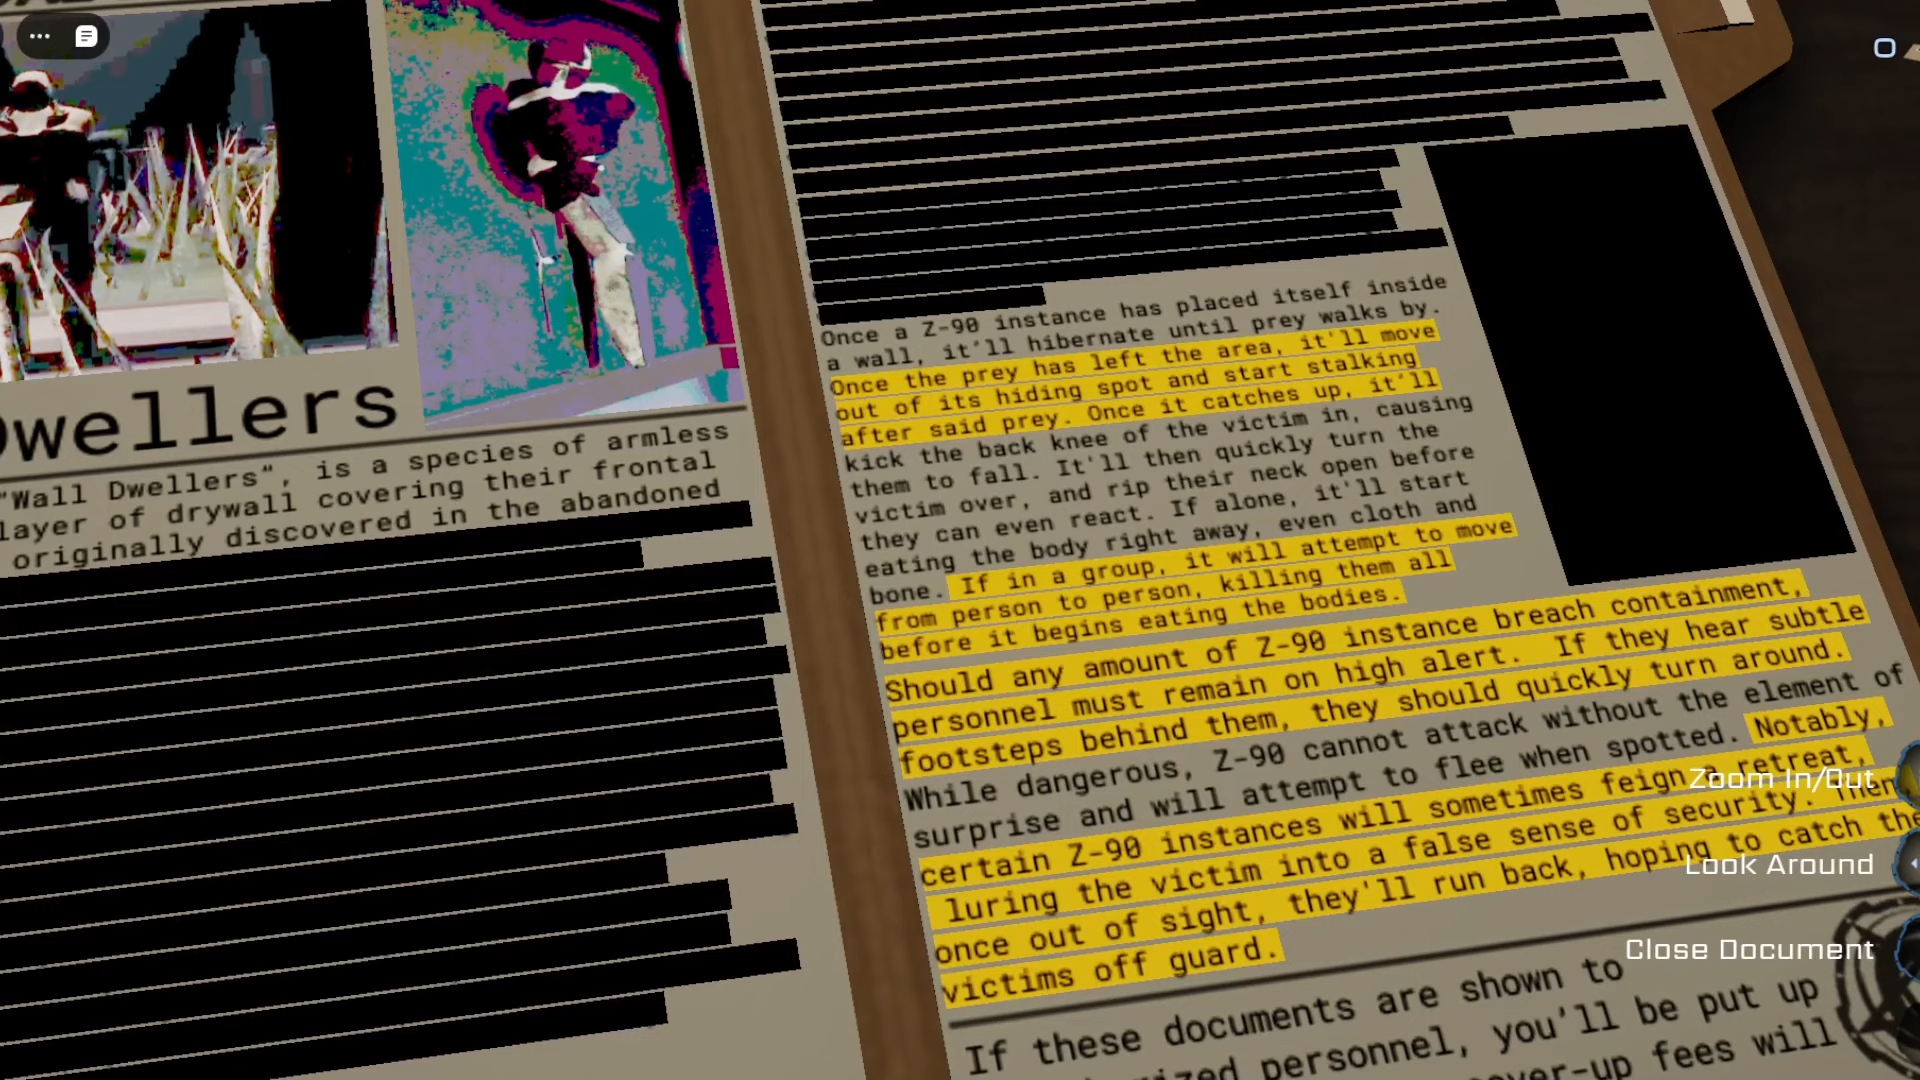 Dwellers
"Wall Dwellers", is a species of armless
layer of drywall covering their frontal
originally discovered in the abandoned
Once a Z-90 instance has placed itself inside
a wall, it'll hibernate until prey walks by.
Once the prey has left the area, it'll move
out of its hiding spot and start stalking
after said prey. Once it catches up, it'll
kick the back knee of the victim in, causing
them to fall. It'll then quickly turn the
victim over, and rip their neck open before
they can even react. If alone, it'll start
eating the body right away, even cloth and
bone. If in a group, it will attempt to move
from person to person, killing them all
before it begins eating the bodies.
Should any amount of Z-90 instance breach containment,
personnel must remain on high alert. If they hear subtle
footsteps behind them, they should quickly turn around.
While dangerous, Z-90 cannot attack without the element of
surprise and will attempt to flee when spotted. Notably,
certain Z-90 instances will sometimes feign a retreat,
luring the victim into a false sense of security. Then
once out of sight, they'll run back, hoping to catch the
victims off guard.
If these documents are shown to
personnel, you'll be put up
fees will
Zoom In/Out
Look Around
Close Document